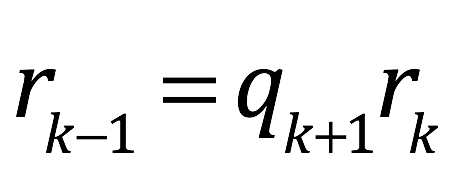 r_{k-1} = q_{k+1}r_k